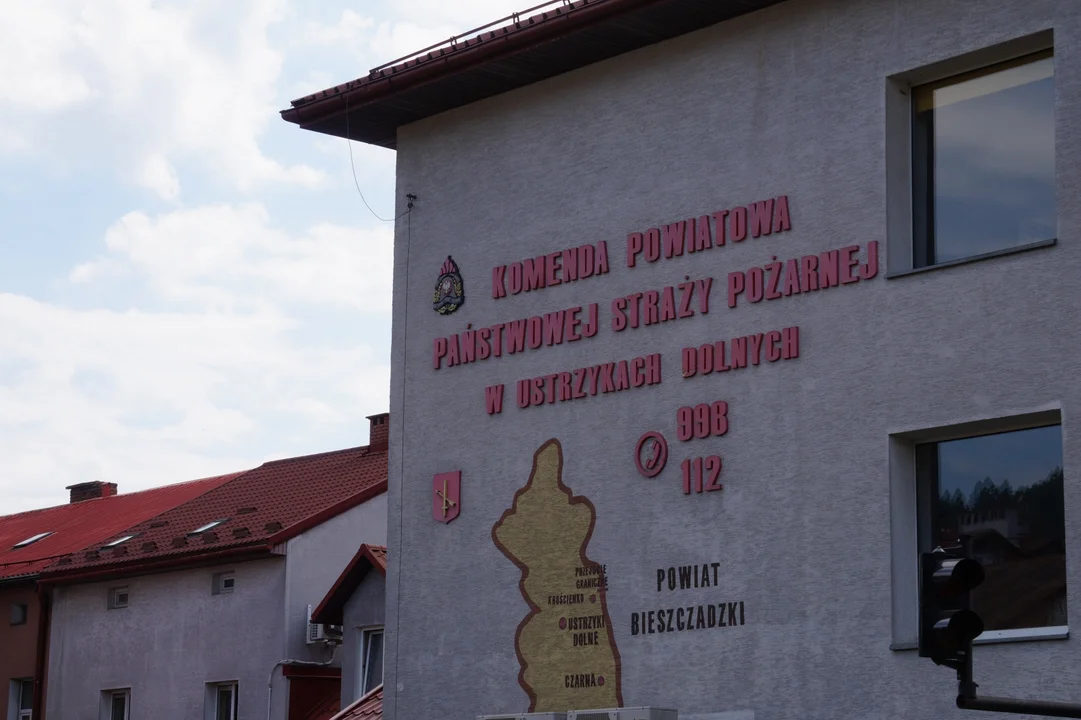 KOMENDA POWIATOWA
PAŃSTWOWEJ STRAŻY POŻARNEJ
W USTRZYKACH DOLNYCH
998
112
PRZEJŚCIE
GRANICZNE
KROŚCIENKO
USTRZYKI
DOLNE
CZARNA
POWIAT
BIESZCZADZKI